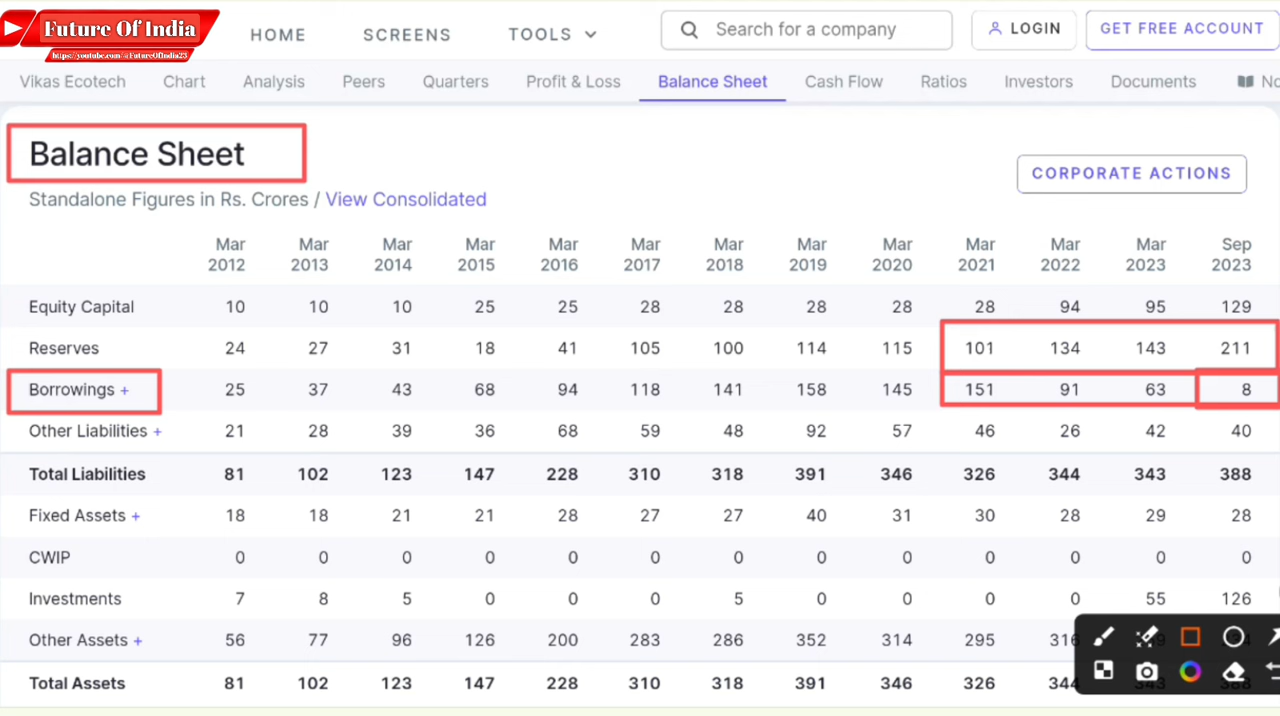 Future Of India
https://youtube.com/@FutureOfIndia23
HOME SCREENS TOOLS Search for a company LOGIN GET FREE ACCOUNT
Vikas Ecotech Chart Analysis Peers Quarters Profit & Loss Balance Sheet Cash Flow Ratios Investors Documents
Balance Sheet
CORPORATE ACTIONS
Standalone Figures in Rs. Crores / View Consolidated
Mar Mar Mar Mar Mar Mar Mar Mar Mar Mar Mar Mar Sep
2012 2013 2014 2015 2016 2017 2018 2019 2020 2021 2022 2023 2023
Equity Capital 10 10 10 25 25 28 28 28 28 28 94 95 129
Reserves 24 27 31 18 41 105 100 114 115 101 134 143 211
Borrowings + 25 37 43 68 94 118 141 158 145 151 91 63 8
Other Liabilities + 21 28 39 36 68 59 48 92 57 46 26 42 40
Total Liabilities 81 102 123 147 228 310 318 391 346 326 344 343 388
Fixed Assets + 18 18 21 21 28 27 27 40 31 30 28 29 28
CWIP 0 0 0 0 0 0 0 0 0 0 0 0 0
Investments 7 8 5 0 0 0 5 0 0 0 0 55 126
Other Assets + 56 77 96 126 200 283 286 352 314 295 316
Total Assets 81 102 123 147 228 310 318 391 346 326 344 343 388